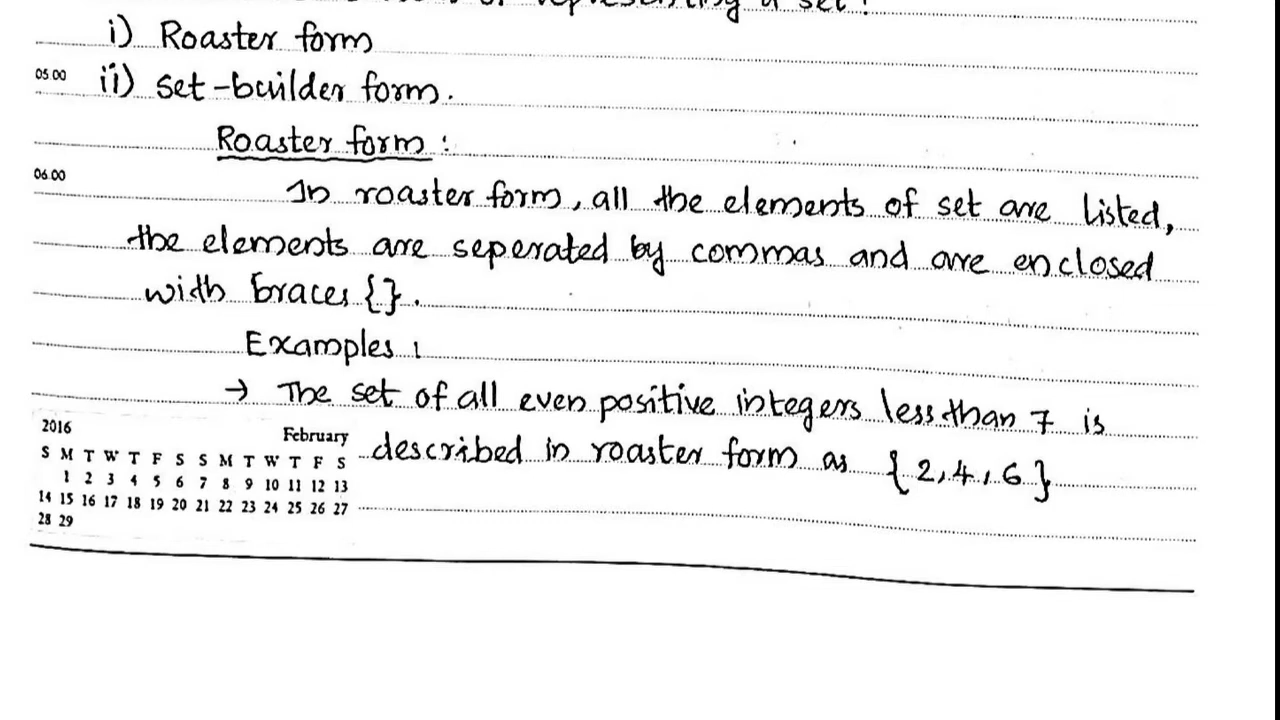 representing a set:
i) Roaster form
05.00 ii) set-builder form.
Roaster form :
06.00
In roaster form, all the elements of set are listed,
the elements are seperated by commas and are enclosed
with braces {}.
Examples :
→ The set of all even positive integers less than 7 is
described in roaster form as {2,4,6}
2016 February
S M T W T F S S M T W T F S
1 2 3 4 5 6 7 8 9 10 11 12 13
14 15 16 17 18 19 20 21 22 23 24 25 26 27
28 29